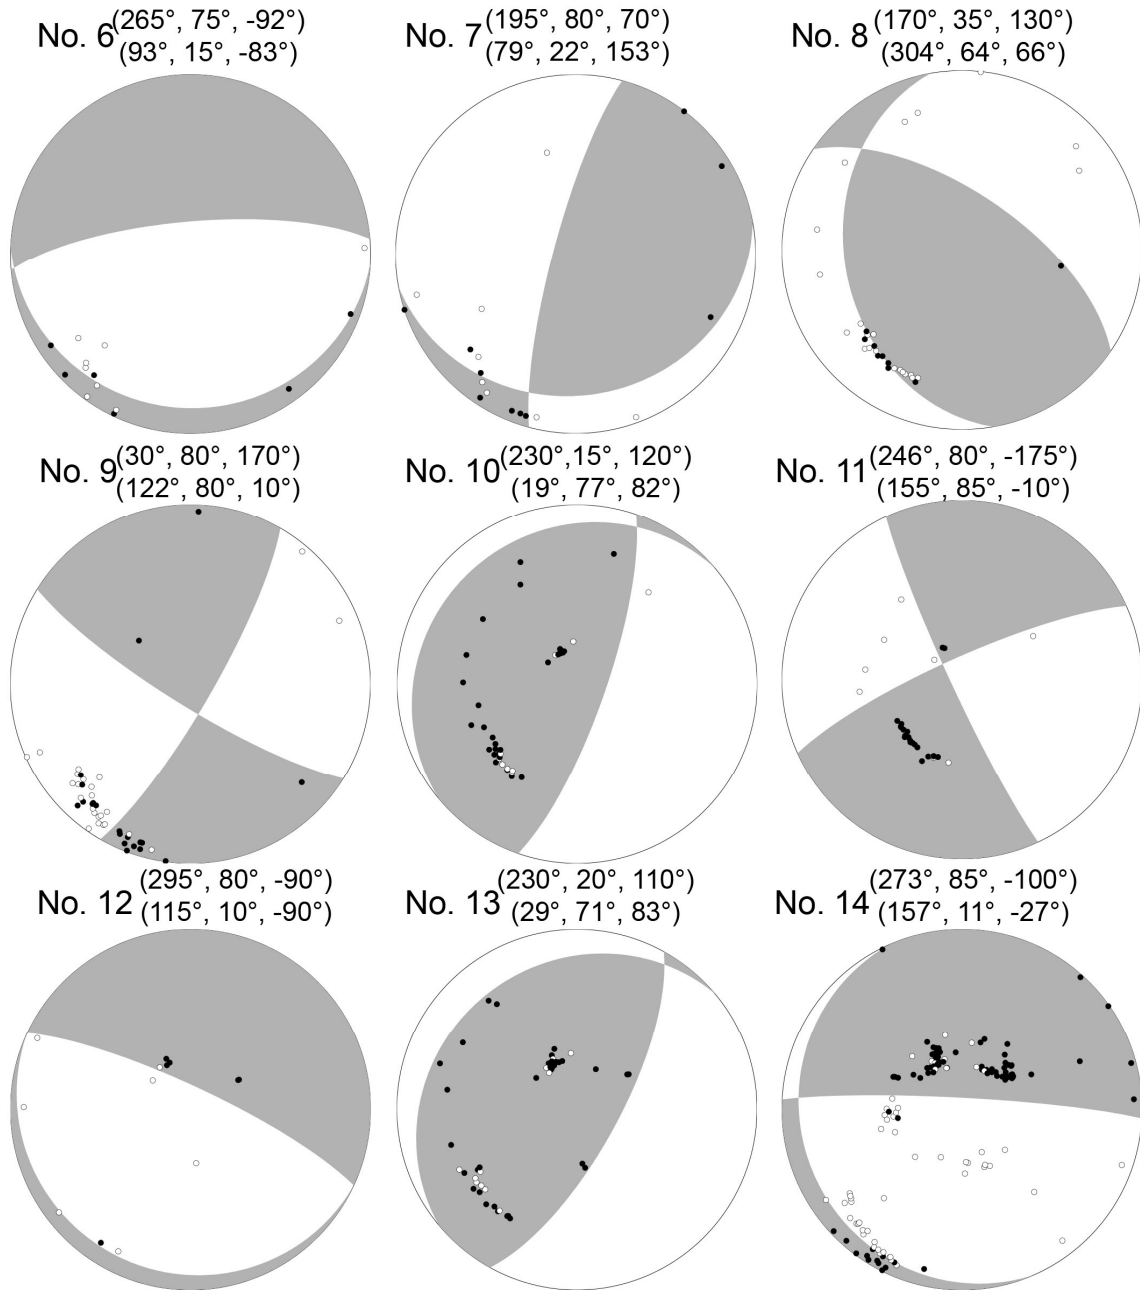 No. 6 (265°, 75°, -92°)
(93°, 15°, -83°)
No. 7 (195°, 80°, 70°)
(79°, 22°, 153°)
No. 8 (170°, 35°, 130°)
(304°, 64°, 66°)
No. 9 (30°, 80°, 170°)
(122°, 80°, 10°)
No. 10 (230°,15°, 120°)
(19°, 77°, 82°)
No. 11 (246°, 80°, -175°)
(155°, 85°, -10°)
No. 12 (295°, 80°, -90°)
(115°, 10°, -90°)
No. 13 (230°, 20°, 110°)
(29°, 71°, 83°)
No. 14 (273°, 85°, -100°)
(157°, 11°, -27°)